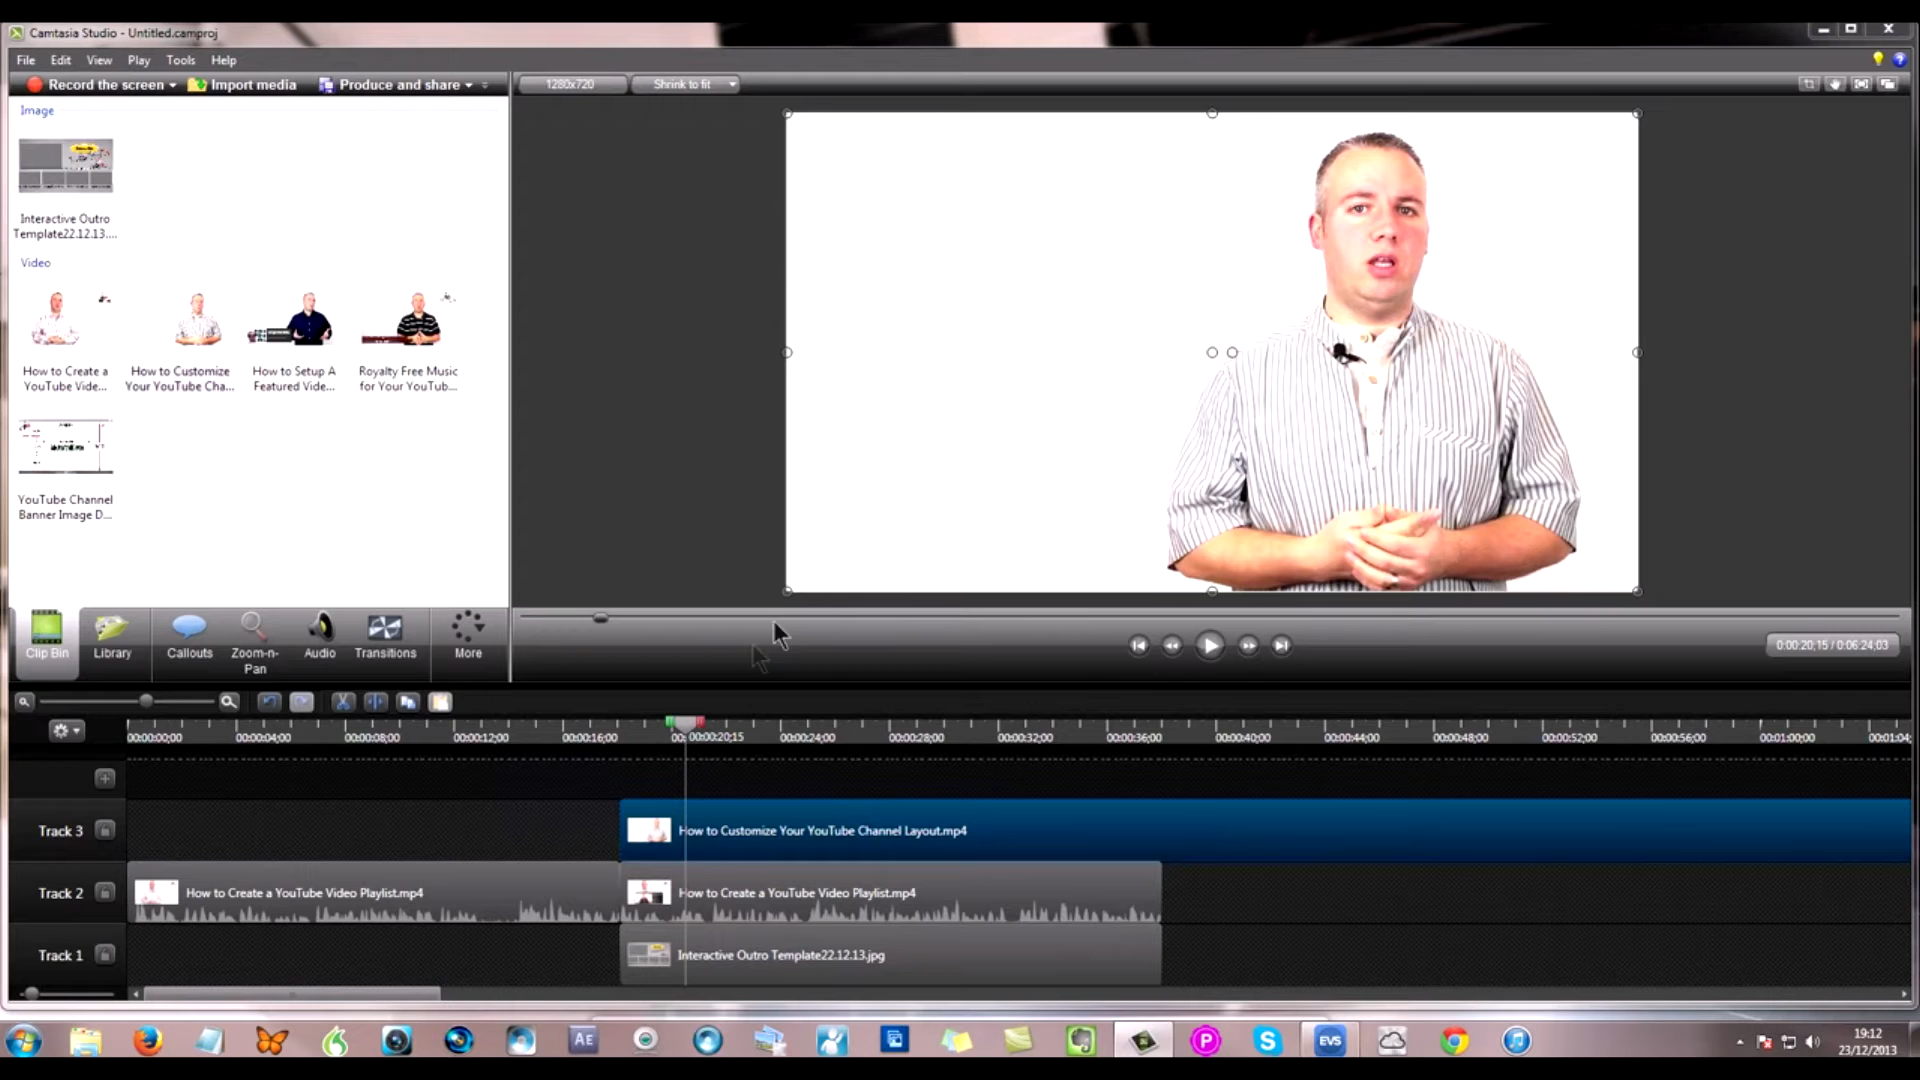 Camtasia Studio - Untitled.camproj
File Edit View Play Tools Help
Record the screen Import media Produce and share
1280x720 Shrink to fit
Image
Interactive Outro
Template22.12.13....
Video
How to Create a
YouTube Vide...
How to Customize
Your YouTube Cha...
How to Setup A
Featured Vide...
Royalty Free Music
for Your YouTub...
YouTube Channel
Banner Image D...
Clip Bin Library Callouts Zoom-n-
Pan Audio Transitions More
0:00:20;15 / 0:06:24;03
00:00:00;00 00:00:04;00 00:00:08;00 00:00:12;00 00:00:16;00 00: 00:00:20;15 00:00:24;00 00:00:28;00 00:00:32;00 00:00:36;00 00:00:40;00 00:00:44;00 00:00:48;00 00:00:52;00 00:00:56;00 00:01:00;00 00:01:04;
Track 3 How to Customize Your YouTube Channel Layout.mp4
Track 2 How to Create a YouTube Video Playlist.mp4 How to Create a YouTube Video Playlist.mp4
Track 1 Interactive Outro Template22.12.13.jpg
AE
P
S
EVS
19:12
23/12/2013